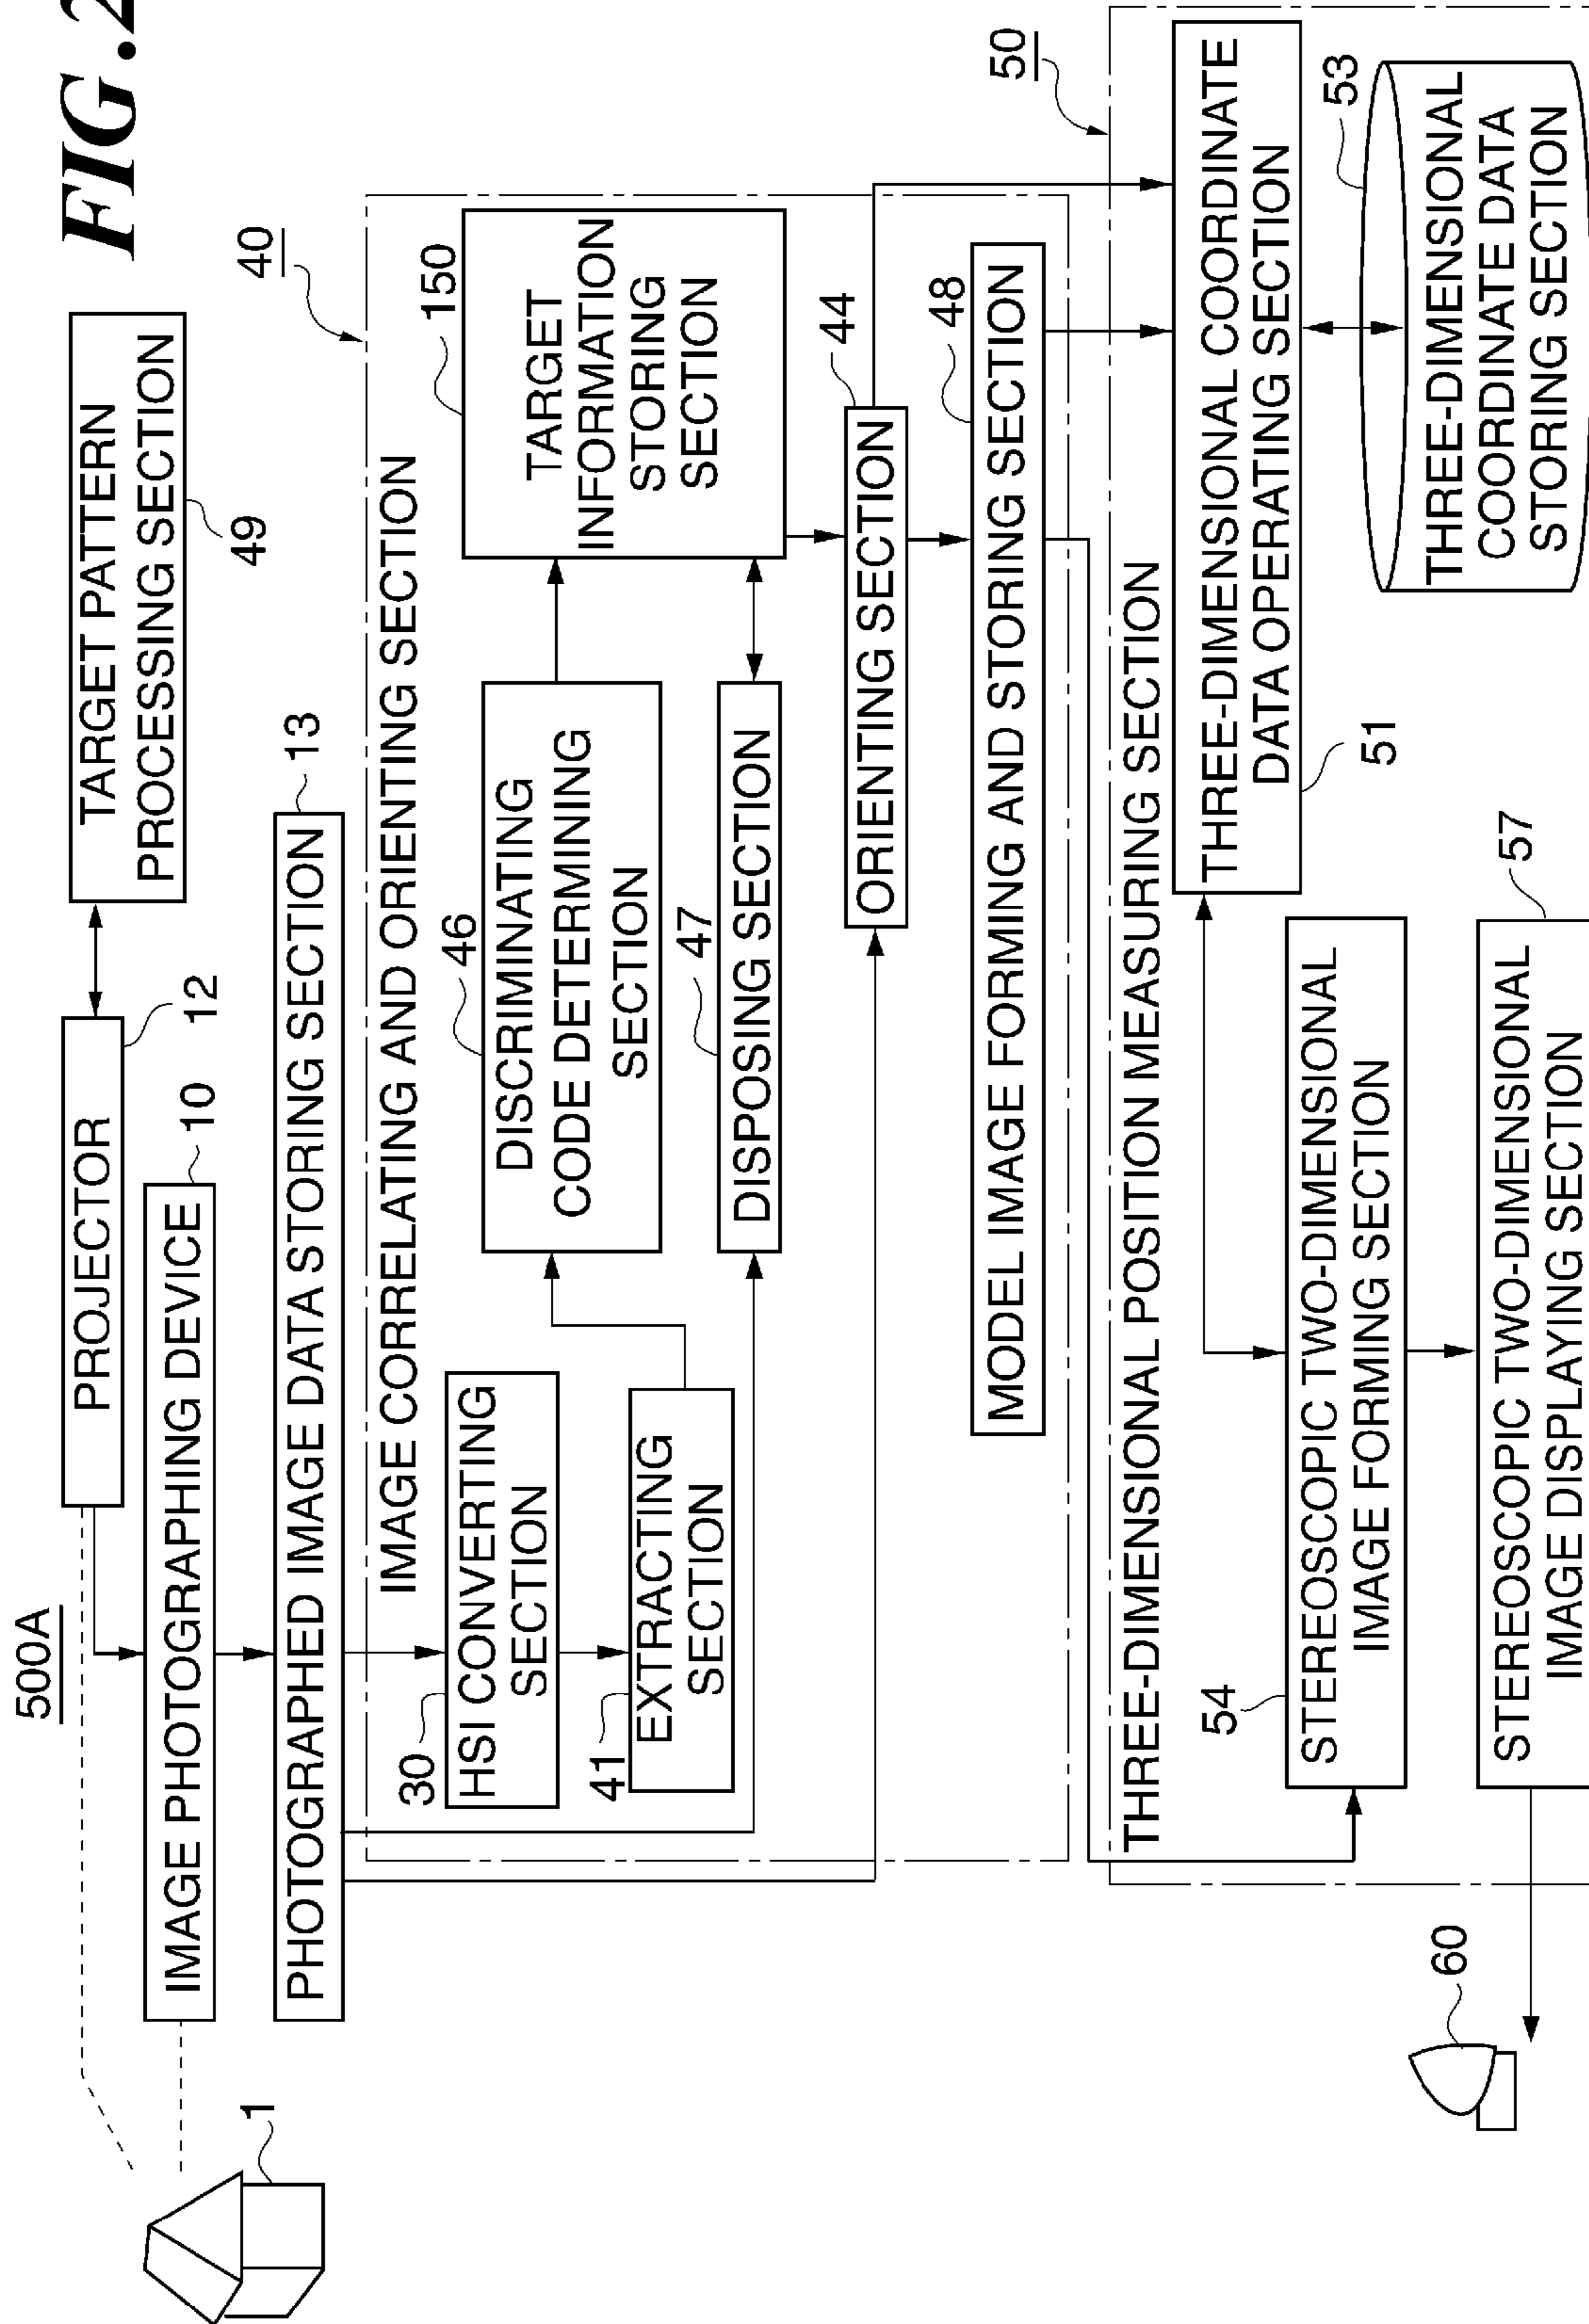 FIG.2
500A
PROJECTOR
12
TARGET PATTERN
PROCESSING SECTION
49
IMAGE PHOTOGRAPHING DEVICE
10
1
PHOTOGRAPHED IMAGE DATA STORING SECTION
13
40
IMAGE CORRELATING AND ORIENTING SECTION
30
HSI CONVERTING
SECTION
46
DISCRIMINATING
CODE DETERMINING
SECTION
150
TARGET
INFORMATION
STORING
SECTION
41
EXTRACTING
SECTION
47
DISPOSING SECTION
44
ORIENTING SECTION
48
MODEL IMAGE FORMING AND STORING SECTION
50
THREE-DIMENSIONAL POSITION MEASURING SECTION
THREE-DIMENSIONAL COORDINATE
DATA OPERATING SECTION
51
54
STEREOSCOPIC TWO-DIMENSIONAL
IMAGE FORMING SECTION
53
THREE-DIMENSIONAL
COORDINATE DATA
STORING SECTION
57
STEREOSCOPIC TWO-DIMENSIONAL
IMAGE DISPLAYING SECTION
60